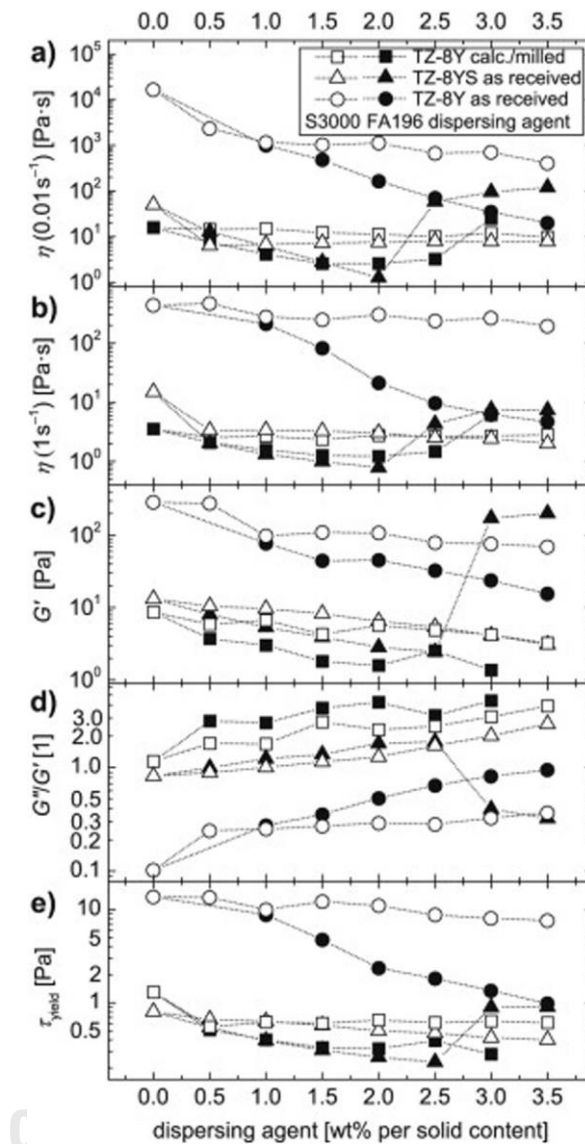 0.0 0.5 1.0 1.5 2.0 2.5 3.0 3.5
a)
TZ-8Y calc./milled
TZ-8YS as received
TZ-8Y as received
S3000 FA196 dispersing agent
10⁵
10⁴
10³
10²
10¹
10⁰
η (0.01s⁻¹) [Pa·s]
b)
10²
10¹
10⁰
η (1s⁻¹) [Pa·s]
c)
10²
10¹
10⁰
G' [Pa]
d)
3.0
2.0
1.0
0.5
0.3
0.2
0.1
G''/G' [1]
e)
10
5
1
0.5
τyield [Pa]
0.0 0.5 1.0 1.5 2.0 2.5 3.0 3.5
dispersing agent [wt% per solid content]